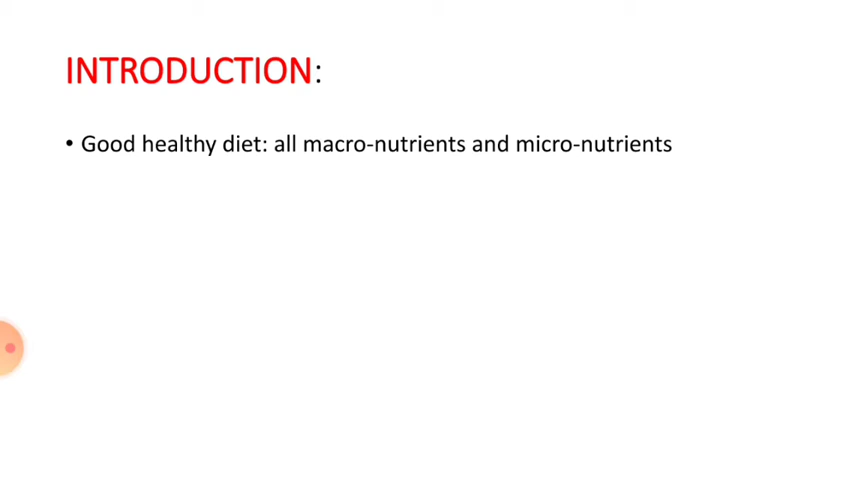 INTRODUCTION:
• Good healthy diet: all macro-nutrients and micro-nutrients